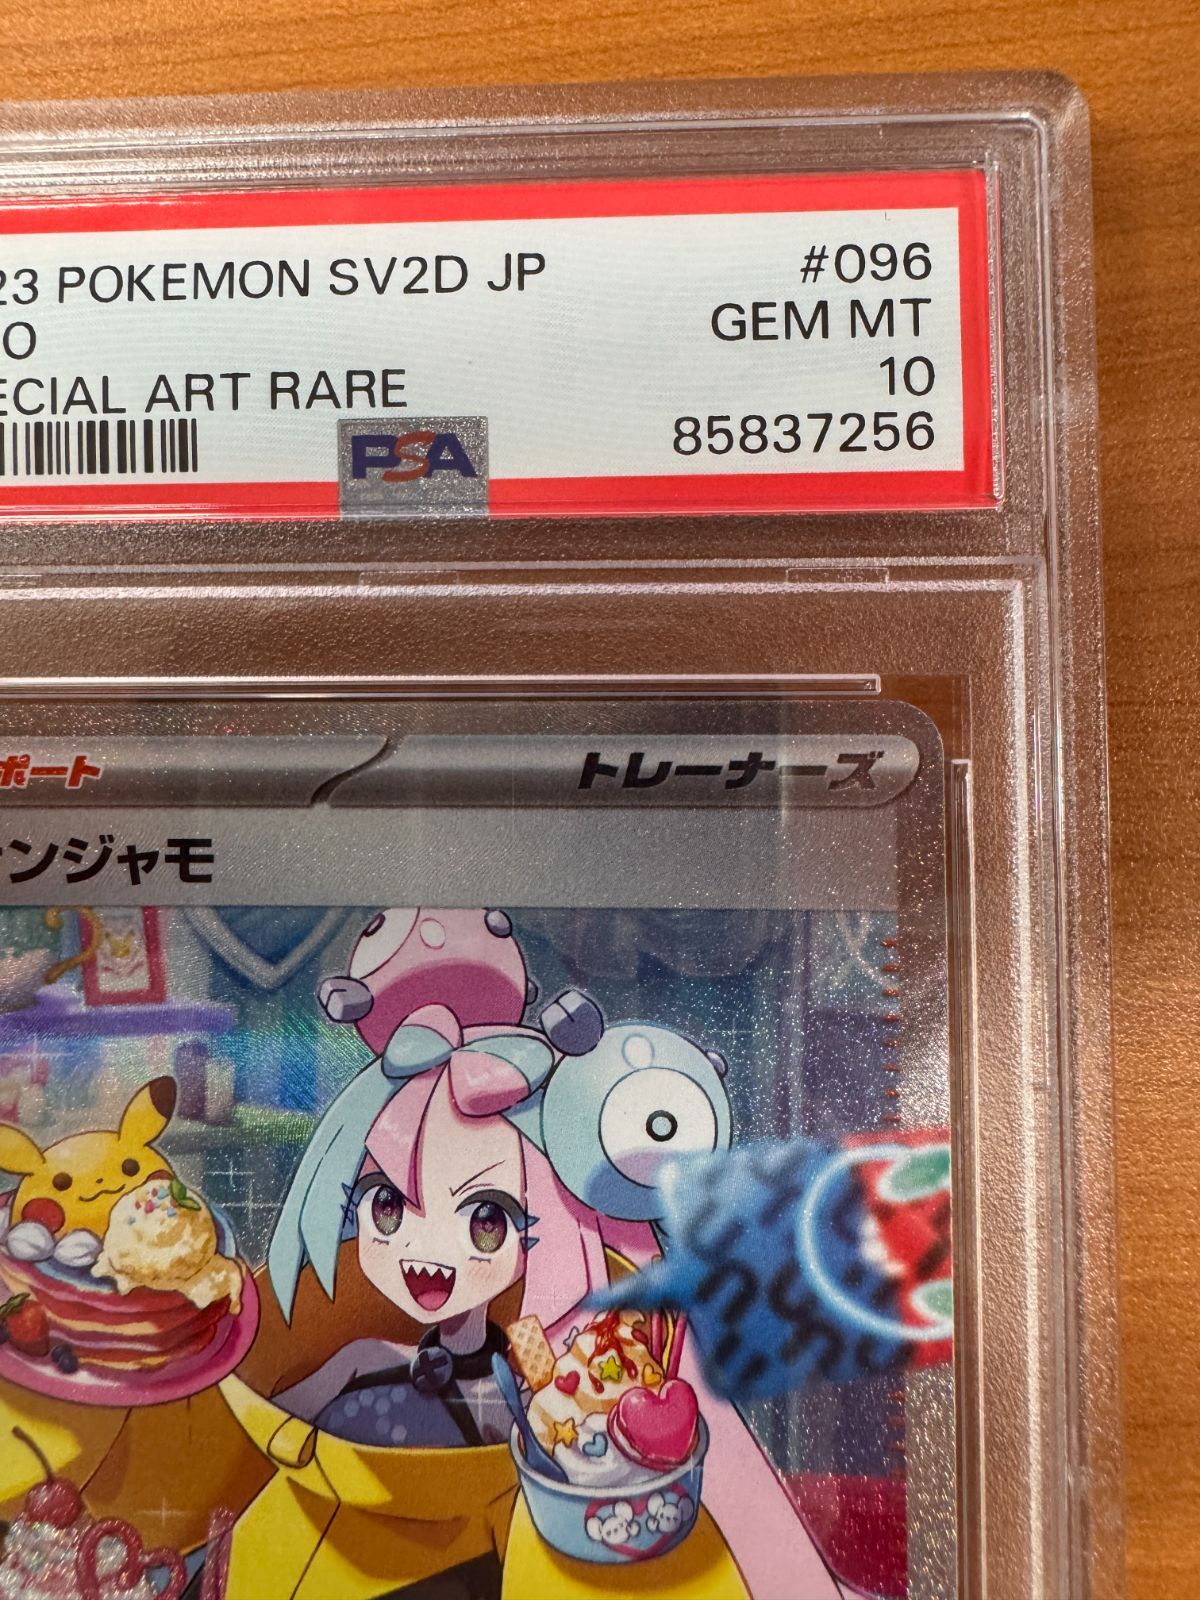 23 POKEMON SV2D JP #096
O GEM MT
ECIAL ART RARE 10
PSA 85837256
ポート トレーナーズ
ンジャモ